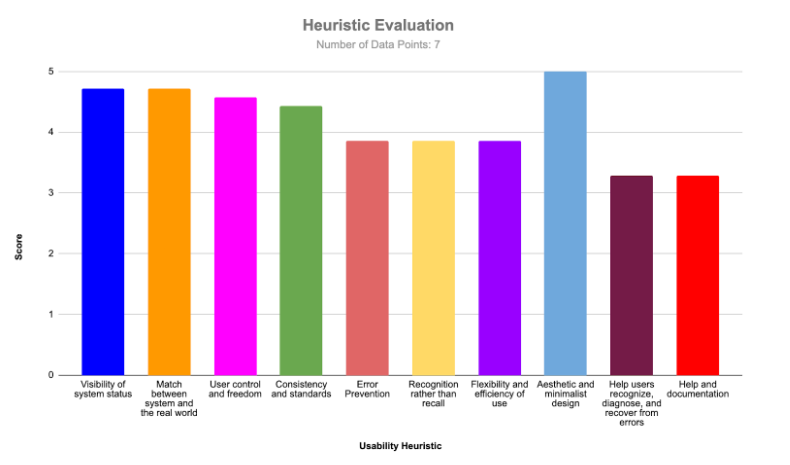 Heuristic Evaluation
Number of Data Points: 7
5
4
3
2
1
0
Score
Visibility of
system status
Match
between
system and
the real world
User control
and freedom
Consistency
and standards
Error
Prevention
Recognition
rather than
recall
Flexibility and
efficiency of
use
Aesthetic and
minimalist
design
Help users
recognize,
diagnose, and
recover from
errors
Help and
documentation
Usability Heuristic